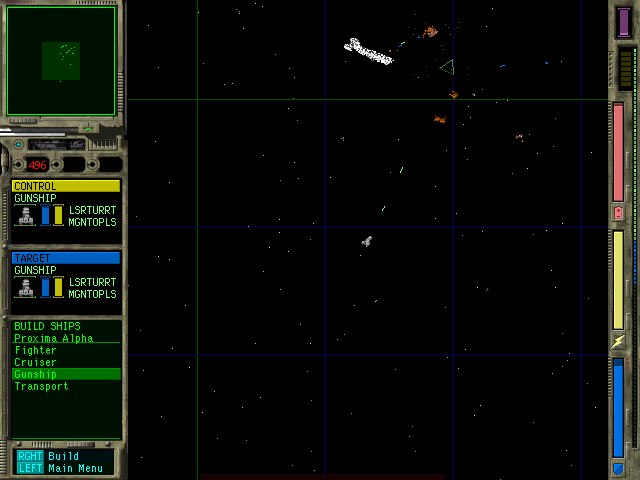 496
CONTROL
GUNSHIP
LSRTURRT
MGNTOPLS
TARGET
GUNSHIP
LSRTURRT
MGNTOPLS
BUILD SHIPS
Proxima Alpha
Fighter
Cruiser
Gunship
Transport
RGHT Build
LEFT Main Menu